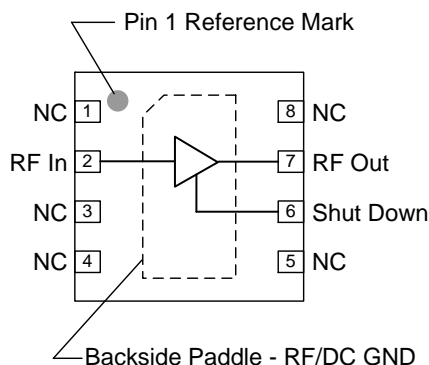 Pin 1 Reference Mark
NC 1
8 NC
RF In 2
7 RF Out
NC 3
6 Shut Down
NC 4
5 NC
Backside Paddle - RF/DC GND